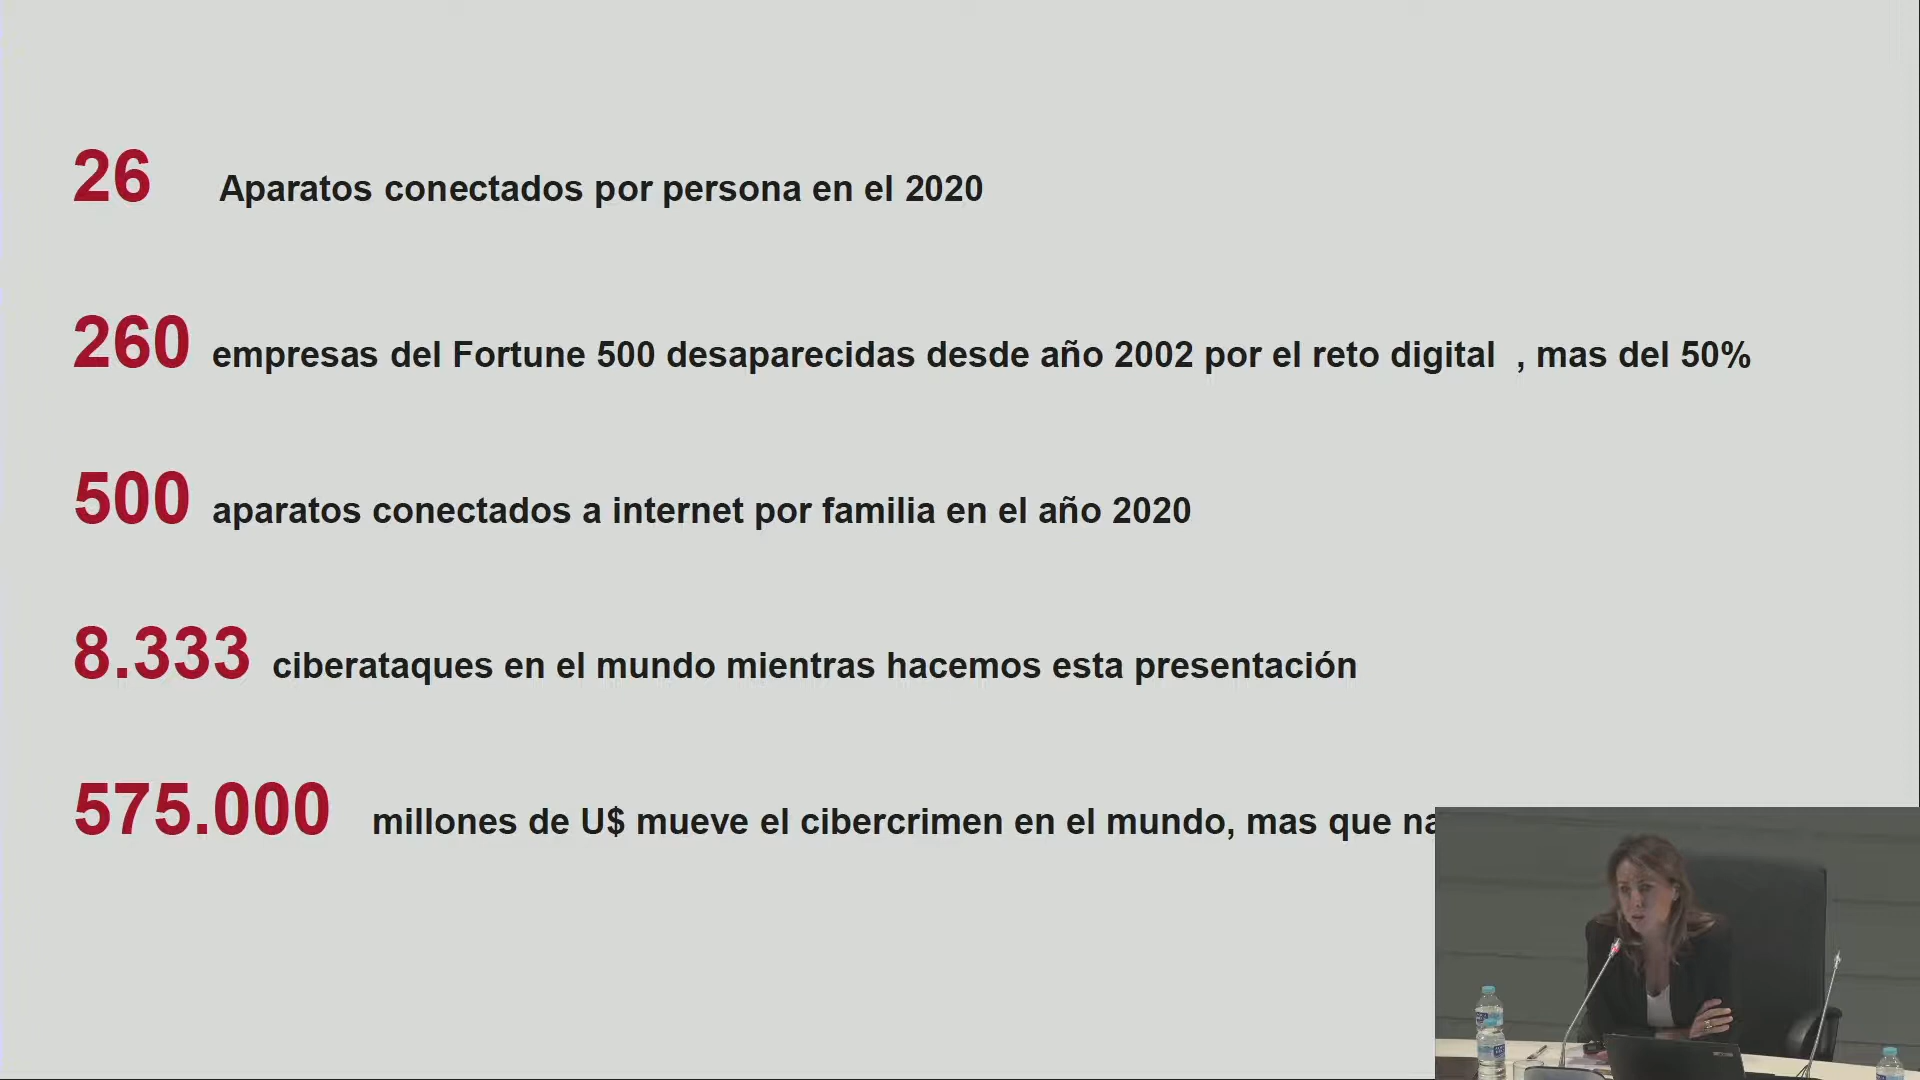 26 Aparatos conectados por persona en el 2020
260 empresas del Fortune 500 desaparecidas desde año 2002 por el reto digital , mas del 50%
500 aparatos conectados a internet por familia en el año 2020
8.333 ciberataques en el mundo mientras hacemos esta presentación
575.000 millones de U$ mueve el cibercrimen en el mundo, mas que